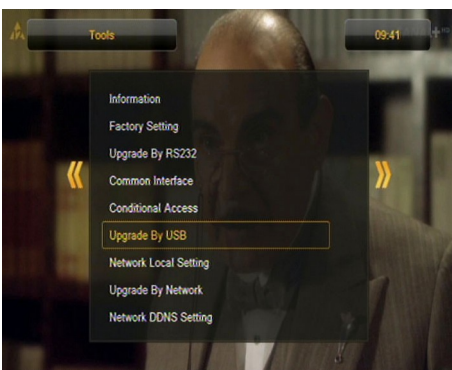 Tools
09:41
HD
Information
Factory Setting
Upgrade By RS232
Common Interface
Conditional Access
Upgrade By USB
Network Local Setting
Upgrade By Network
Network DDNS Setting